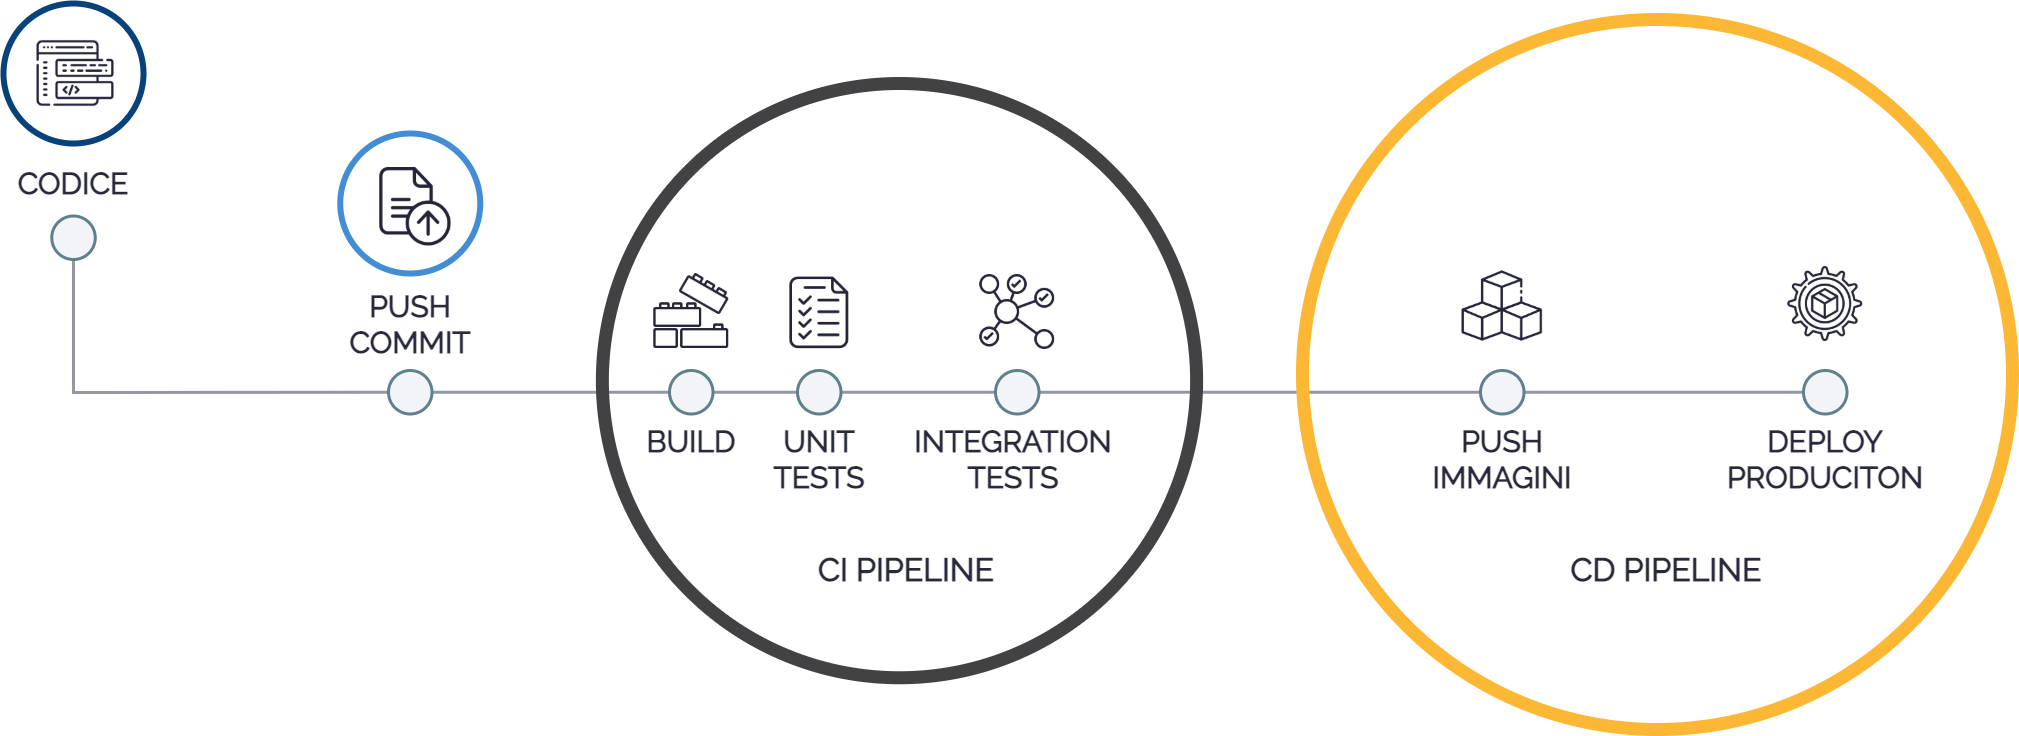 CODICE
PUSH
COMMIT
BUILD
UNIT
TESTS
INTEGRATION
TESTS
CI PIPELINE
PUSH
IMMAGINI
DEPLOY
PRODUCITON
CD PIPELINE